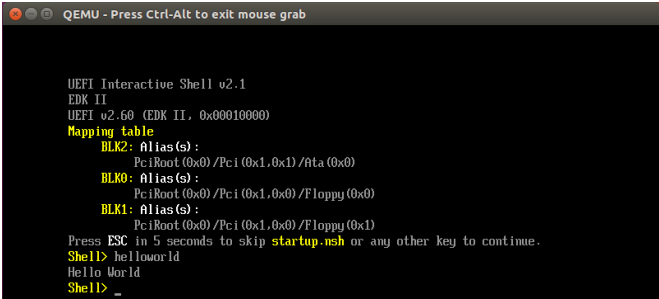 QEMU - Press Ctrl-Alt to exit mouse grab
UEFI Interactive Shell v2.1
EDK II
UEFI v2.60 (EDK II, 0x00010000)
Mapping table
BLK2: Alias(s):
PciRoot(0x0)/Pci(0x1,0x1)/Ata(0x0)
BLK0: Alias(s):
PciRoot(0x0)/Pci(0x1,0x0)/Floppy(0x0)
BLK1: Alias(s):
PciRoot(0x0)/Pci(0x1,0x0)/Floppy(0x1)
Press ESC in 5 seconds to skip startup.nsh or any other key to continue.
Shell> helloworld
Hello World
Shell> _